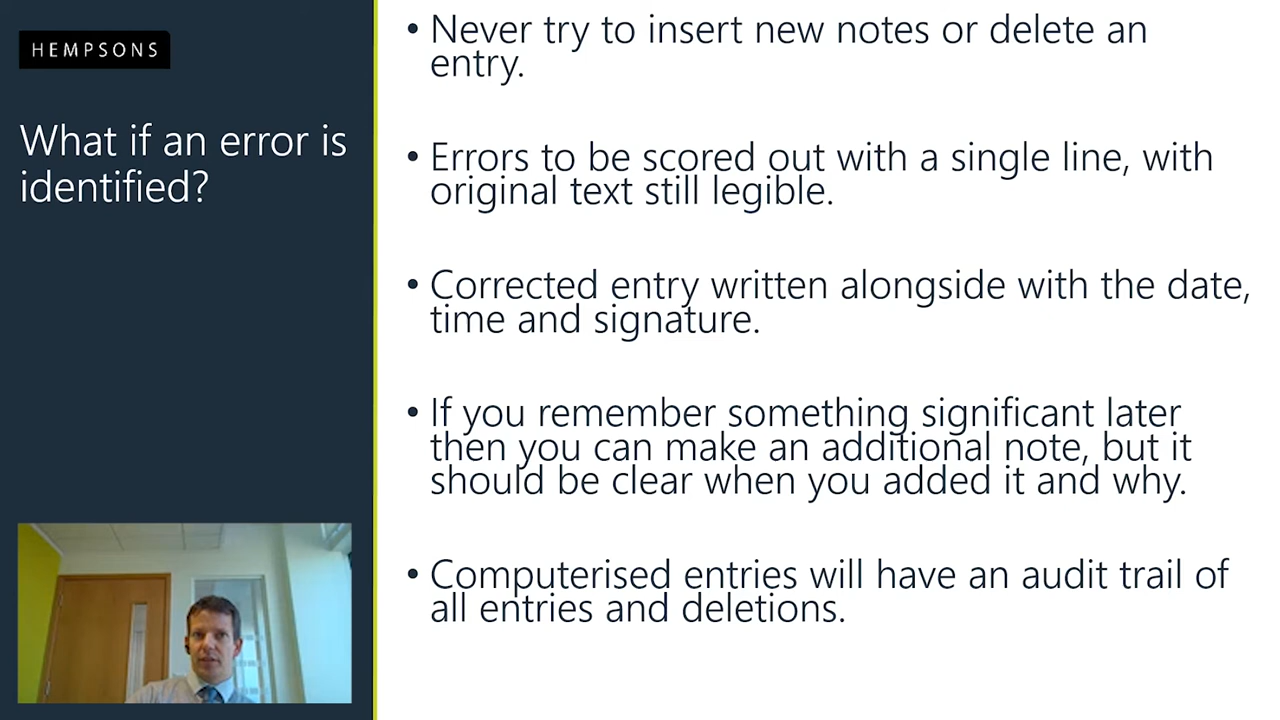 HEMPSONS
What if an error is
identified?
• Never try to insert new notes or delete an
entry.
• Errors to be scored out with a single line, with
original text still legible.
• Corrected entry written alongside with the date,
time and signature.
• If you remember something significant later
then you can make an additional note, but it
should be clear when you added it and why.
• Computerised entries will have an audit trail of
all entries and deletions.